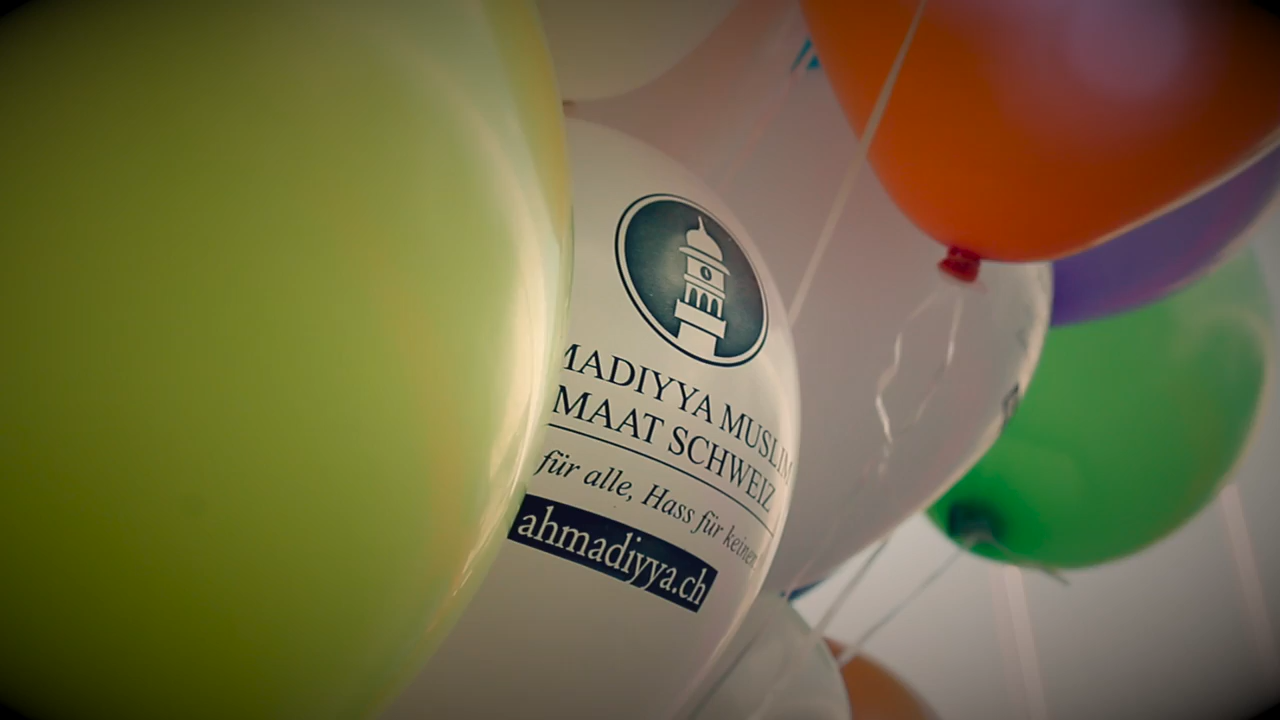 MADIYYA MUSLIM
MAAT SCHWEIZ
für alle, Hass für keinen
ahmadiyya.ch